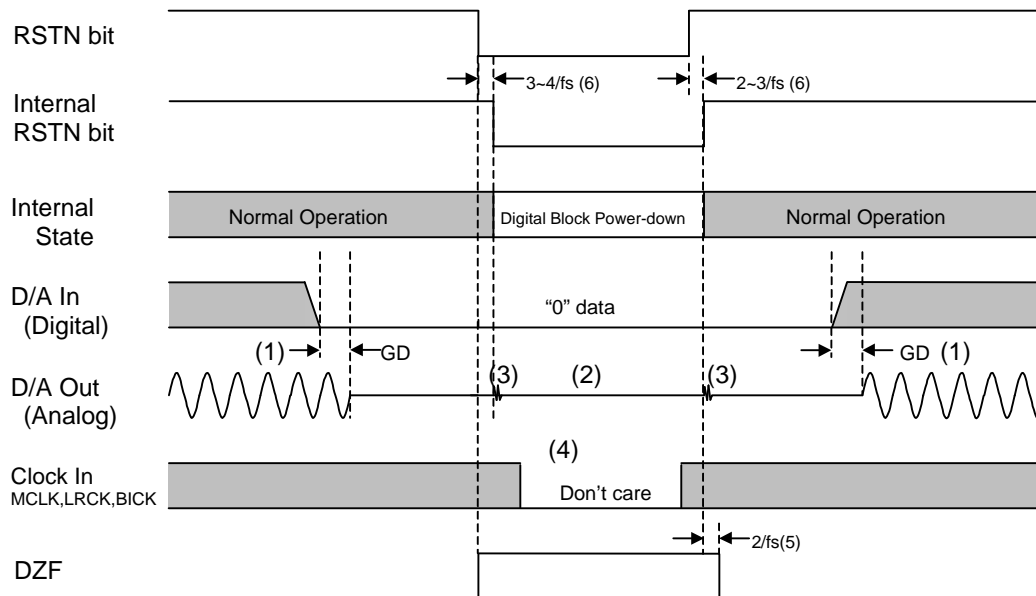 RSTN bit
3~4/fs (6)
2~3/fs (6)
Internal
RSTN bit
Internal
State
Normal Operation
Digital Block Power-down
Normal Operation
D/A In
(Digital)
“0” data
(1)
GD
GD
(1)
D/A Out
(Analog)
(3)
(2)
(3)
(4)
Clock In
MCLK,LRCK,BICK
Don’t care
2/fs(5)
DZF